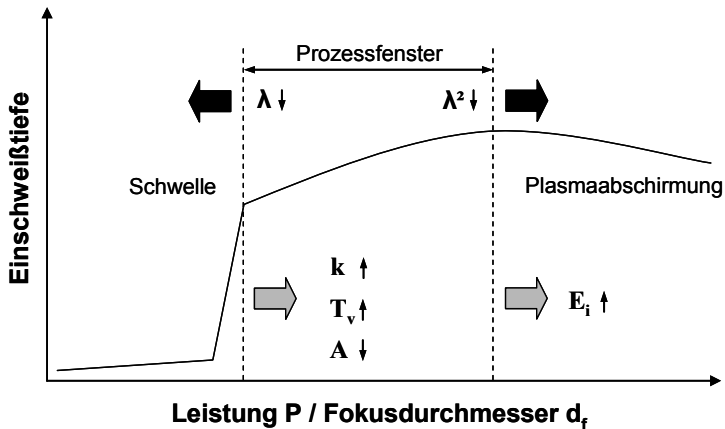 Prozessfenster
λ ↓
λ² ↓
Schwelle
Plasmaabschirmung
k ↑
T_v ↑
A ↓
E_i ↑
Einschweißtiefe
Leistung P / Fokusdurchmesser d_f